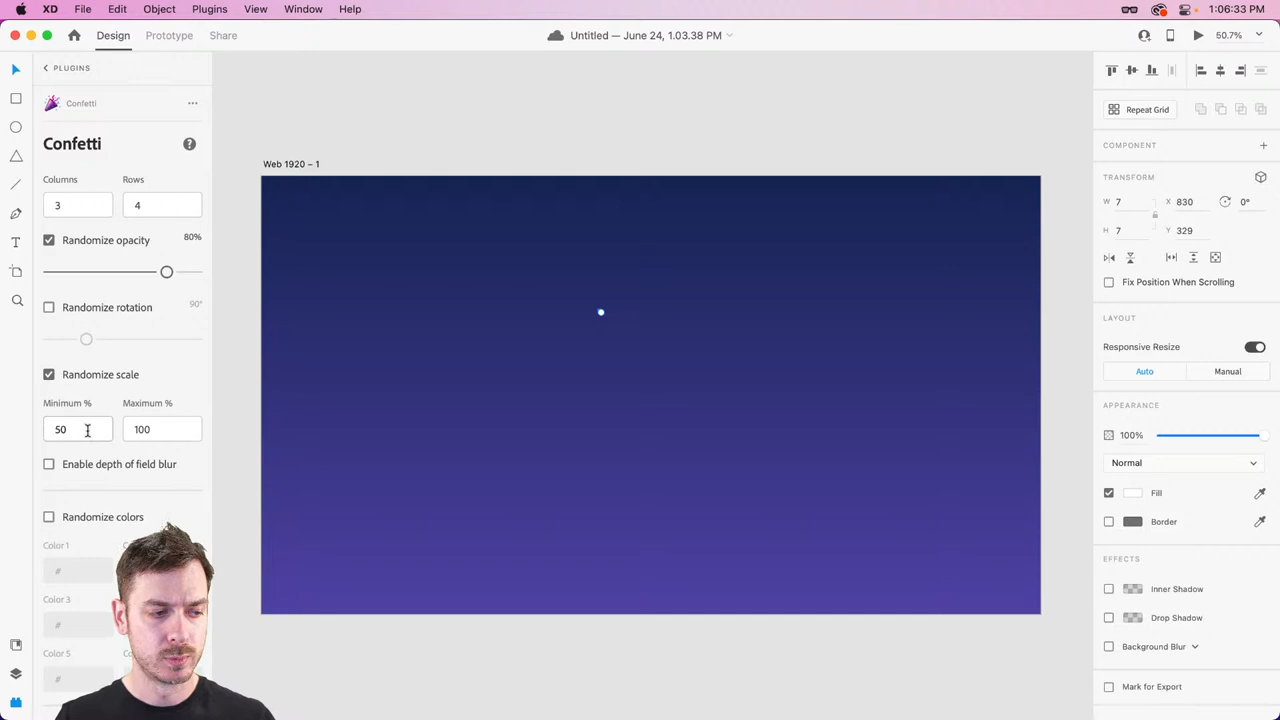 XD File Edit Object Plugins View Window Help 1:06:33 PM
Design Prototype Share Untitled — June 24, 1.03.38 PM 50.7%
PLUGINS
Confetti
Confetti ?
Columns Rows
3 4
Randomize opacity 80%
Randomize rotation 90°
Randomize scale
Minimum % Maximum %
50 100
Enable depth of field blur
Randomize colors
Color 1
#
Color 3
#
Color 5
#
Web 1920 – 1
Repeat Grid
COMPONENT
TRANSFORM
W 7 X 830 0°
H 7 Y 329
Fix Position When Scrolling
LAYOUT
Responsive Resize
Auto Manual
APPEARANCE
100%
Normal
Fill
Border
EFFECTS
Inner Shadow
Drop Shadow
Background Blur
Mark for Export